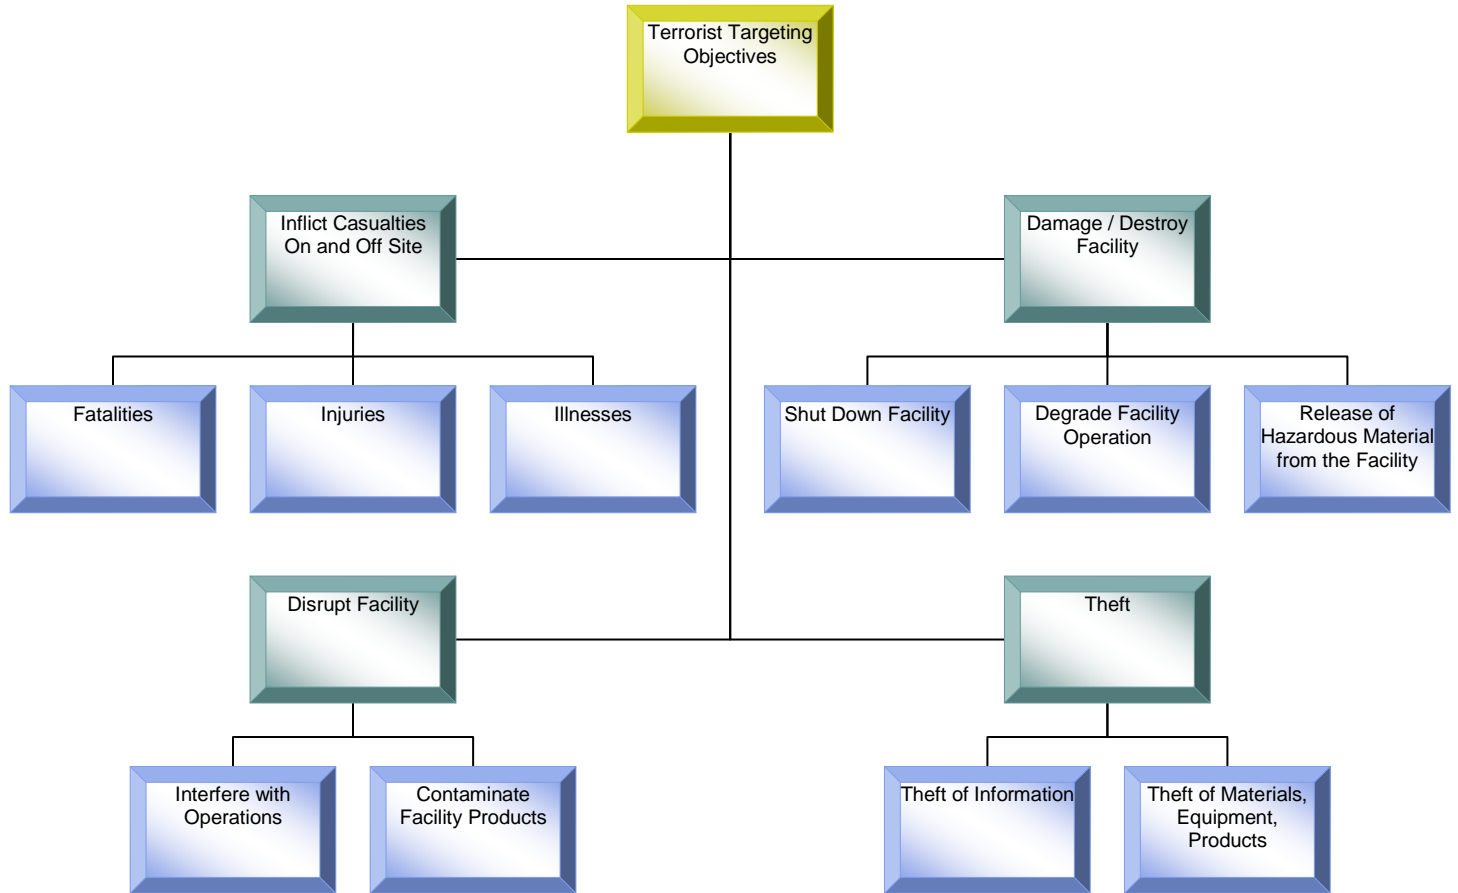 Terrorist Targeting
Objectives
Inflict Casualties
On and Off Site
Damage / Destroy
Facility
Fatalities
Injuries
Illnesses
Shut Down Facility
Degrade Facility
Operation
Release of
Hazardous Material
from the Facility
Disrupt Facility
Theft
Interfere with
Operations
Contaminate
Facility Products
Theft of Information
Theft of Materials,
Equipment,
Products